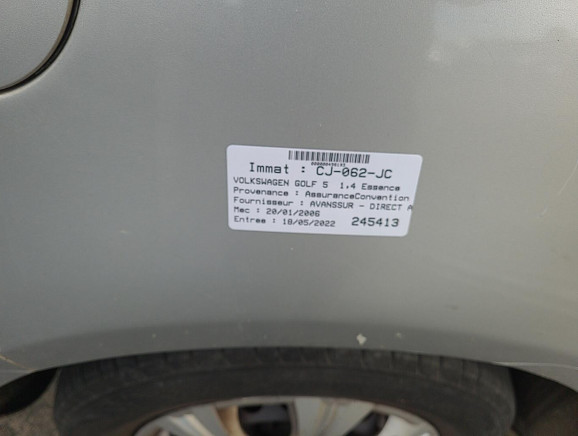 Immat : CJ-062-JC
VOLKSWAGEN GOLF 5 1.4 Essence
Provenance : AssuranceConvention
Fournisseur : AVANSSUR - DIRECT A
Mec : 20/01/2006
Entree : 18/05/2022 245413